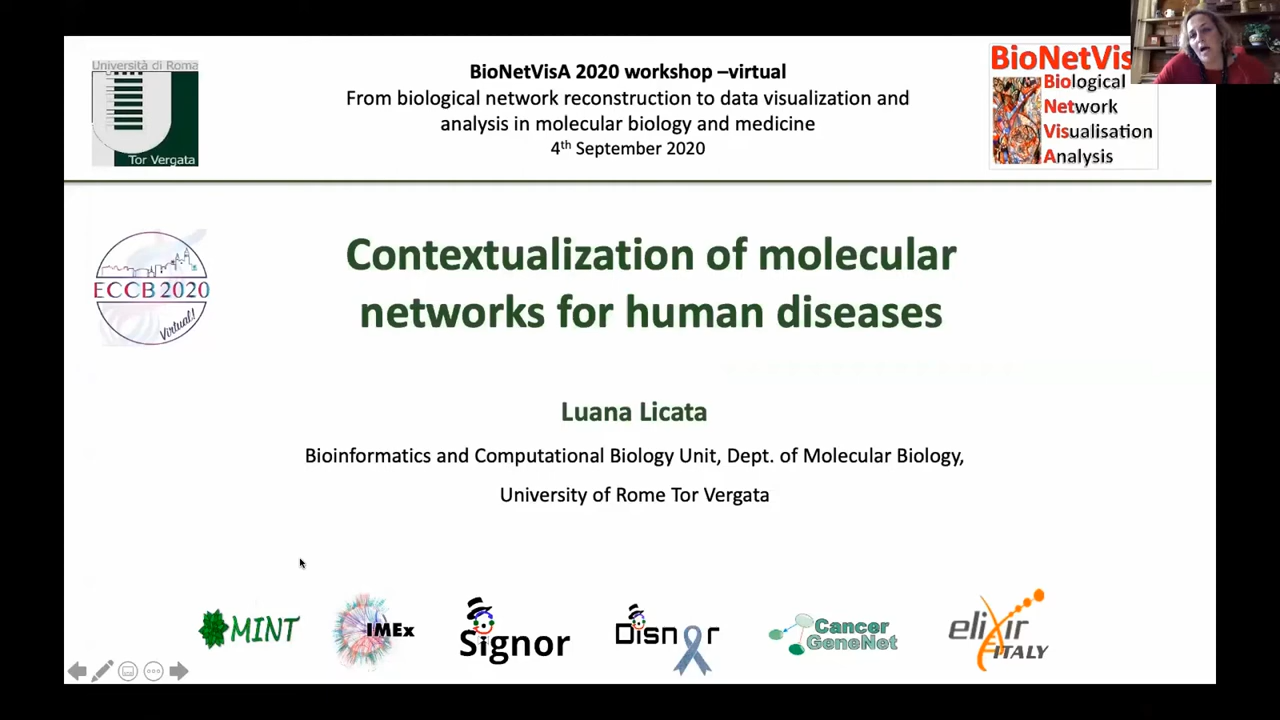 Università di Roma
Tor Vergata
BioNetVisA 2020 workshop –virtual
From biological network reconstruction to data visualization and
analysis in molecular biology and medicine
4th September 2020
BioNetVis
Biological
Network
Visualisation
Analysis
ECCB 2020
Virtual!
Contextualization of molecular
networks for human diseases
Luana Licata
Bioinformatics and Computational Biology Unit, Dept. of Molecular Biology,
University of Rome Tor Vergata
MINT
IMEx
Signor
Disnor
Cancer
GeneNet
elixir
ITALY